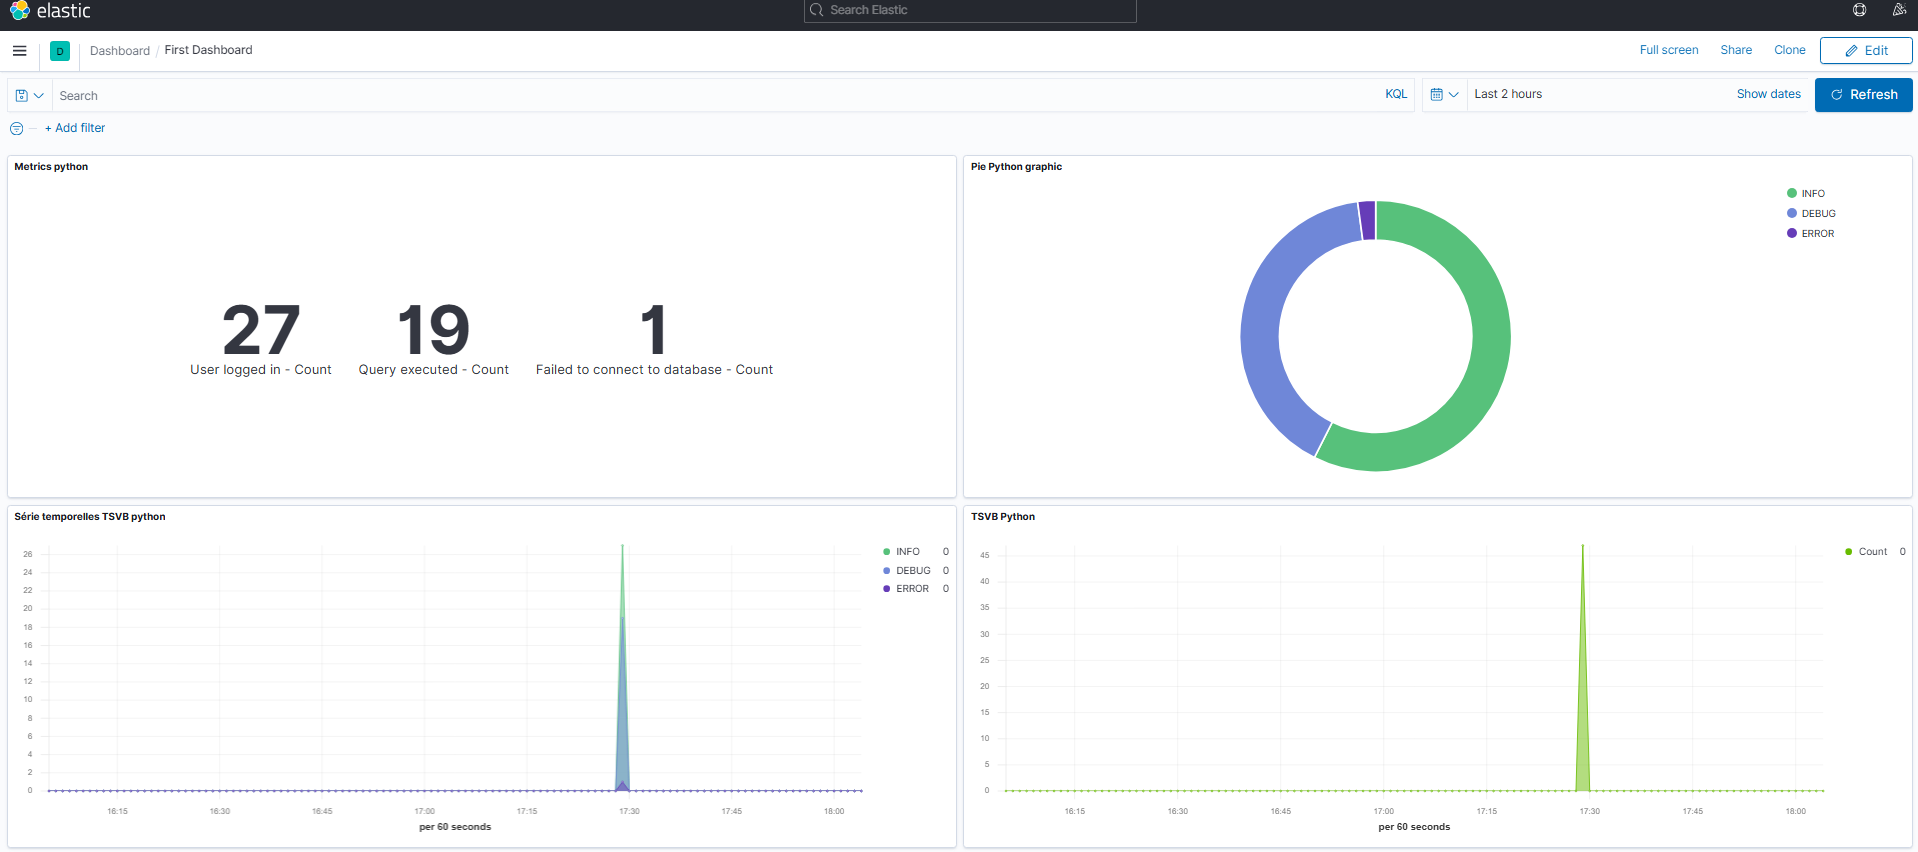 elastic
Search Elastic
D
Dashboard / First Dashboard
Full screen
Share
Clone
Edit
Search
KQL
Last 2 hours
Show dates
Refresh
+ Add filter
Metrics python
27
User logged in - Count
19
Query executed - Count
1
Failed to connect to database - Count
Pie Python graphic
INFO
DEBUG
ERROR
Série temporelles TSVB python
26
24
22
20
18
16
14
12
10
8
6
4
2
0
16:15
16:30
16:45
17:00
17:15
17:30
17:45
18:00
per 60 seconds
INFO 0
DEBUG 0
ERROR 0
TSVB Python
45
40
35
30
25
20
15
10
5
0
16:15
16:30
16:45
17:00
17:15
17:30
17:45
18:00
per 60 seconds
Count 0